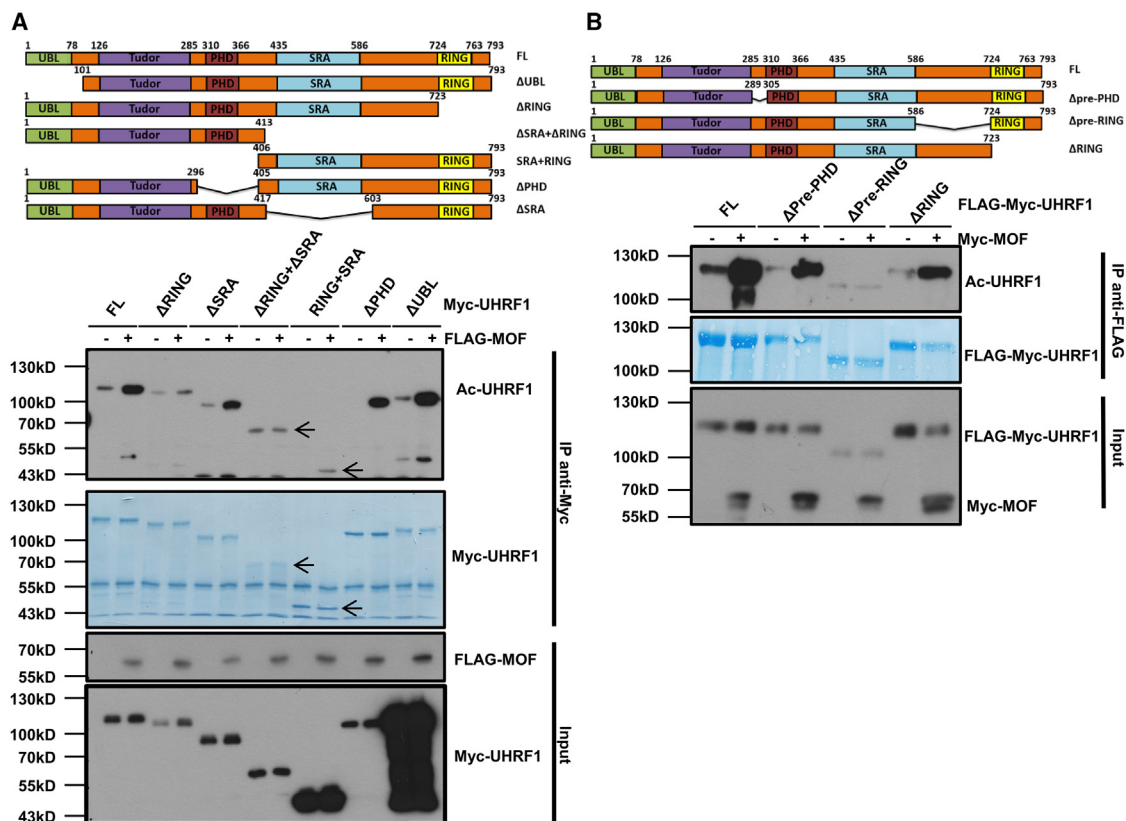 A
1 78 126 285 310 366 435 586 724 763 793
UBL Tudor PHD SRA RING FL
101 793
Tudor PHD SRA RING ΔUBL
1 723
UBL Tudor PHD SRA ΔRING
1 413
UBL Tudor PHD ΔSRA+ΔRING
406 793
SRA RING SRA+RING
1 296 405 793
UBL Tudor SRA RING ΔPHD
1 417 603 793
UBL Tudor PHD RING ΔSRA
FL ΔRING ΔSRA ΔRING+ΔSRA RING+SRA ΔPHD ΔUBL Myc-UHRF1
- + - + - + - + - + - + - + FLAG-MOF
130kD
100kD
70kD
55kD
43kD
Ac-UHRF1
130kD
100kD
70kD
55kD
43kD
Myc-UHRF1
IP anti-Myc
70kD
55kD
FLAG-MOF
130kD
100kD
70kD
55kD
43kD
Myc-UHRF1
Input
B
1 78 126 285 310 366 435 586 724 763 793
UBL Tudor PHD SRA RING FL
1 289 305 793
UBL Tudor PHD SRA RING Δpre-PHD
1 586 724 793
UBL Tudor PHD SRA RING Δpre-RING
1 723
UBL Tudor PHD SRA ΔRING
FL ΔPre-PHD ΔPre-RING ΔRING FLAG-Myc-UHRF1
- + - + - + - + Myc-MOF
130kD
100kD
Ac-UHRF1
130kD
100kD
FLAG-Myc-UHRF1
IP anti-FLAG
130kD
100kD
70kD
55kD
FLAG-Myc-UHRF1
Myc-MOF
Input